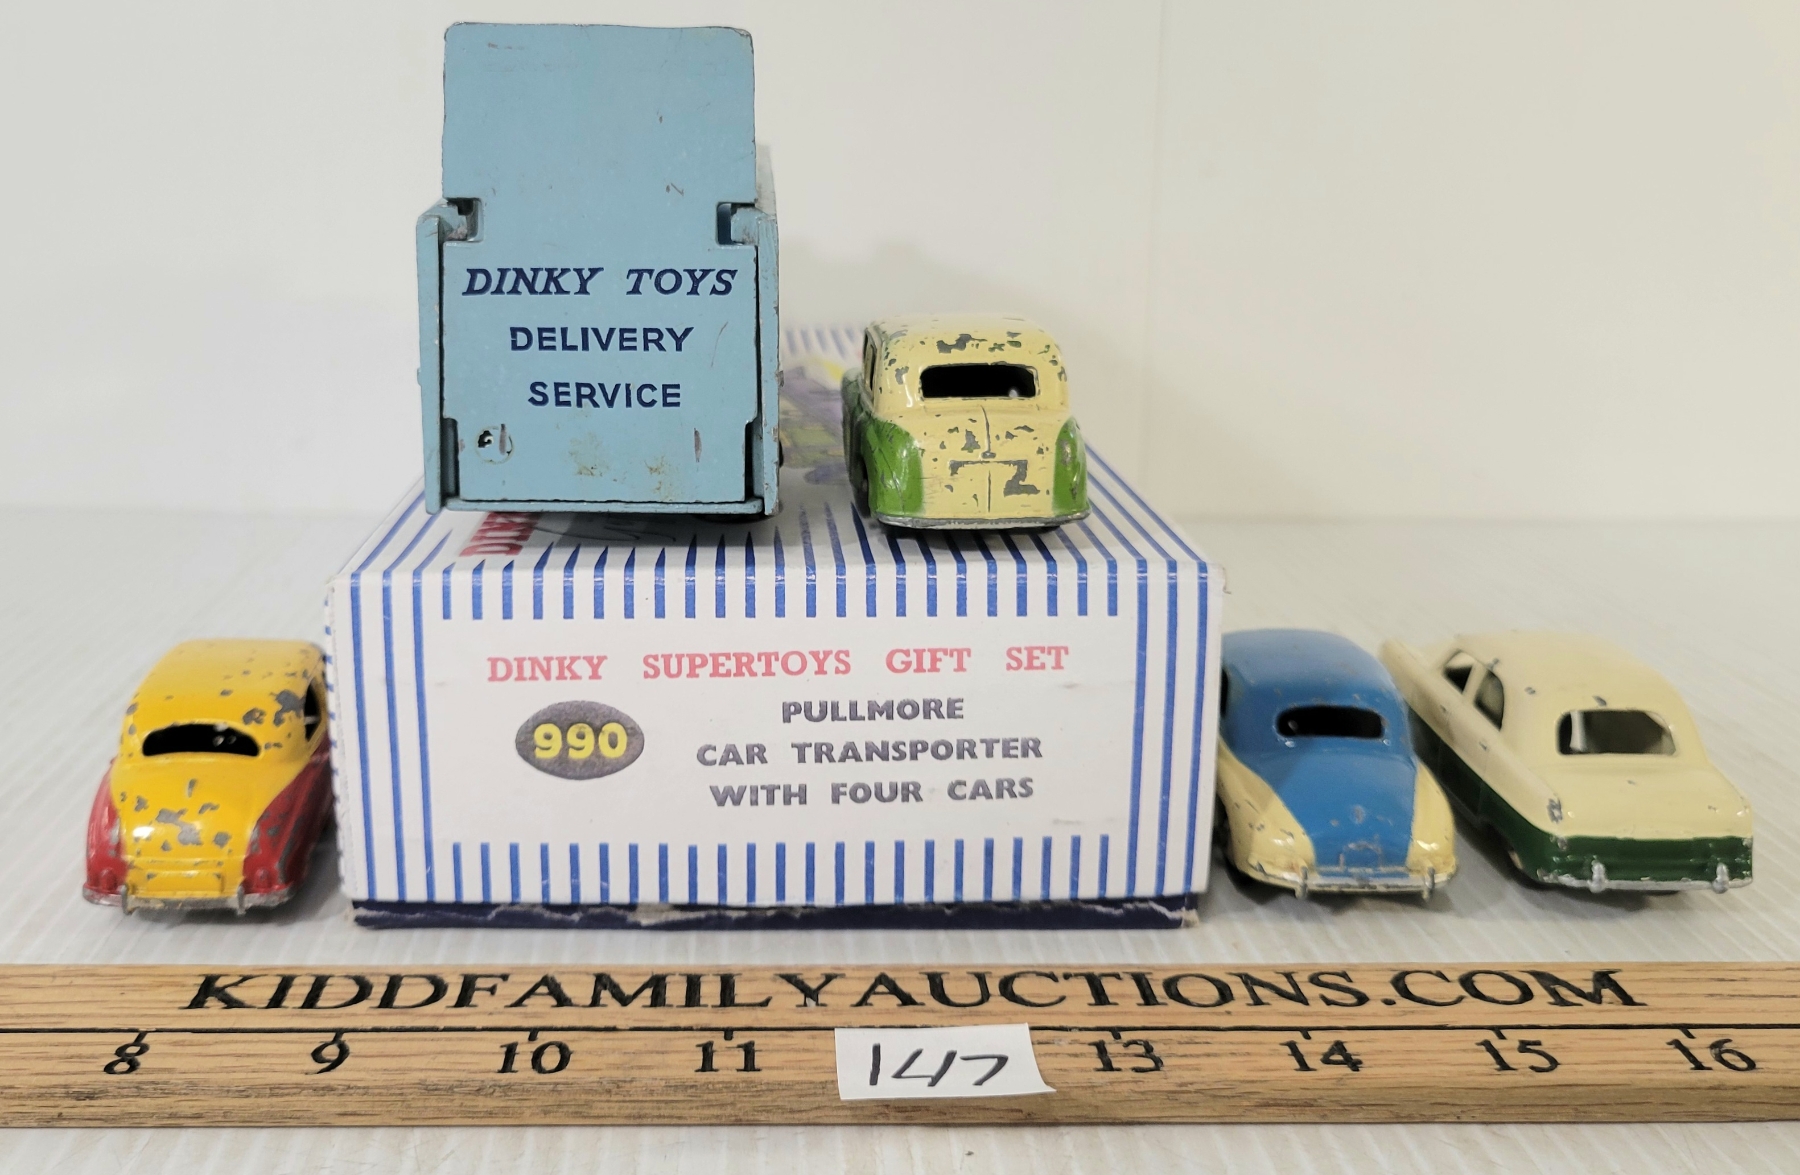 DINKY TOYS
DELIVERY
SERVICE
DINKY SUPERTOYS GIFT SET
990
PULLMORE
CAR TRANSPORTER
WITH FOUR CARS
KIDDFAMILYAUCTIONS.COM
8 9 10 11 13 14 15 16
147